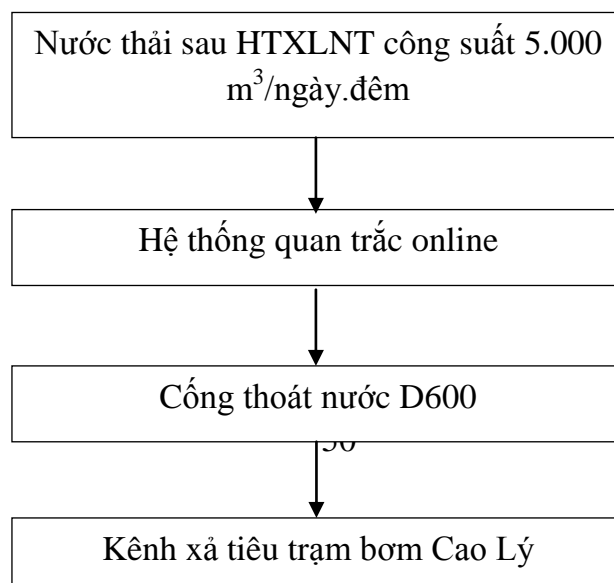 Nước thải sau HTXLNT công suất 5.000
m³/ngày.đêm
Hệ thống quan trắc online
Cống thoát nước D600
Kênh xả tiêu trạm bơm Cao Lý